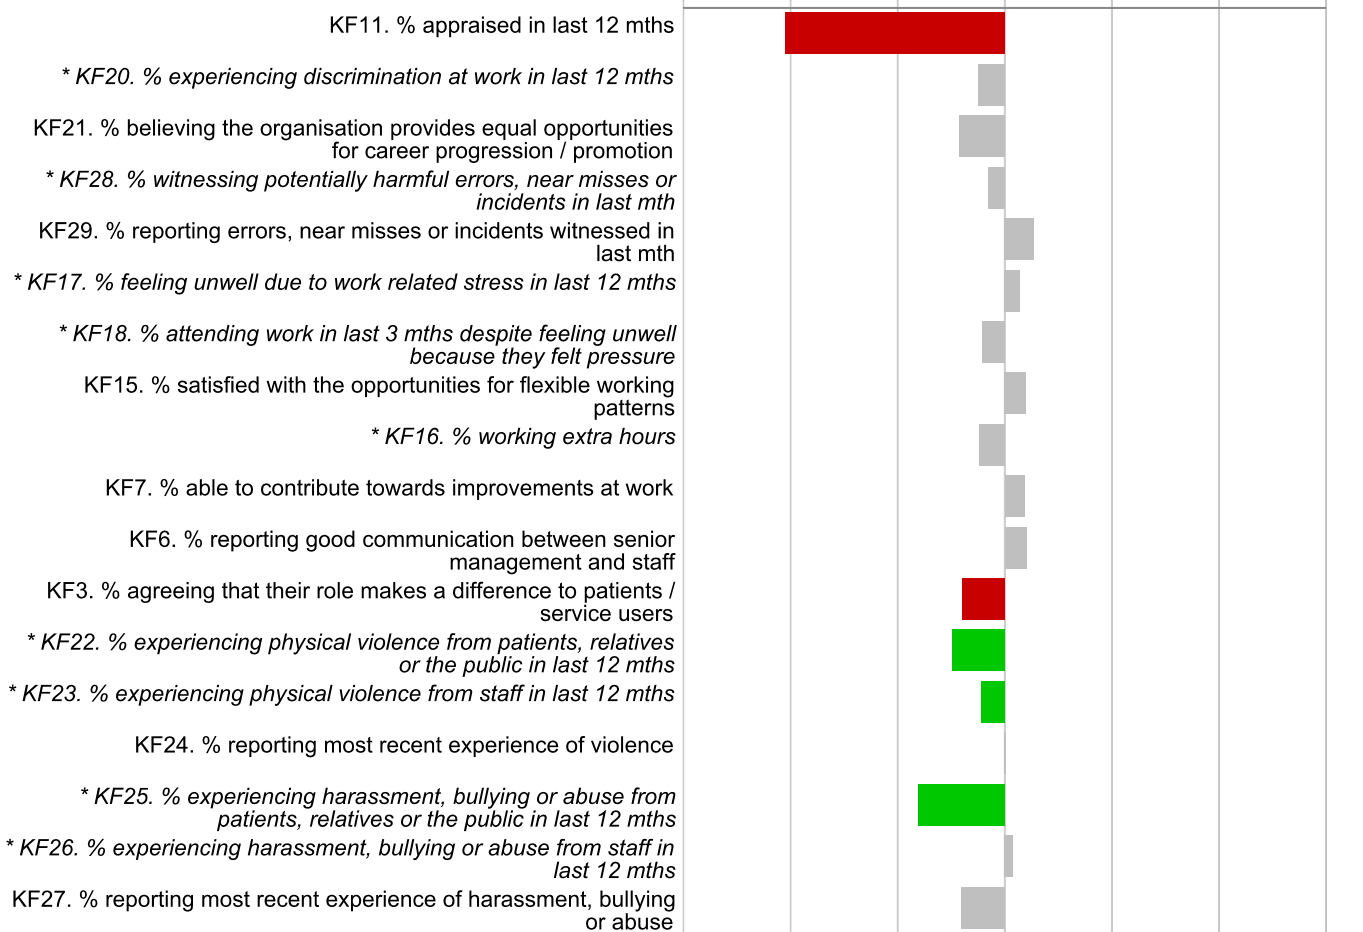 KF11. % appraised in last 12 mths
* KF20. % experiencing discrimination at work in last 12 mths
KF21. % believing the organisation provides equal opportunities
for career progression / promotion
* KF28. % witnessing potentially harmful errors, near misses or
incidents in last mth
KF29. % reporting errors, near misses or incidents witnessed in
last mth
* KF17. % feeling unwell due to work related stress in last 12 mths
* KF18. % attending work in last 3 mths despite feeling unwell
because they felt pressure
KF15. % satisfied with the opportunities for flexible working
patterns
* KF16. % working extra hours
KF7. % able to contribute towards improvements at work
KF6. % reporting good communication between senior
management and staff
KF3. % agreeing that their role makes a difference to patients /
service users
* KF22. % experiencing physical violence from patients, relatives
or the public in last 12 mths
* KF23. % experiencing physical violence from staff in last 12 mths
KF24. % reporting most recent experience of violence
* KF25. % experiencing harassment, bullying or abuse from
patients, relatives or the public in last 12 mths
* KF26. % experiencing harassment, bullying or abuse from staff in
last 12 mths
KF27. % reporting most recent experience of harassment, bullying
or abuse